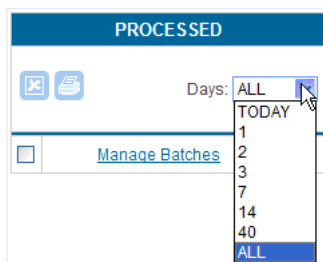 PROCESSED
Days: ALL
TODAY
1
Manage Batches
2
3
7
14
40
ALL